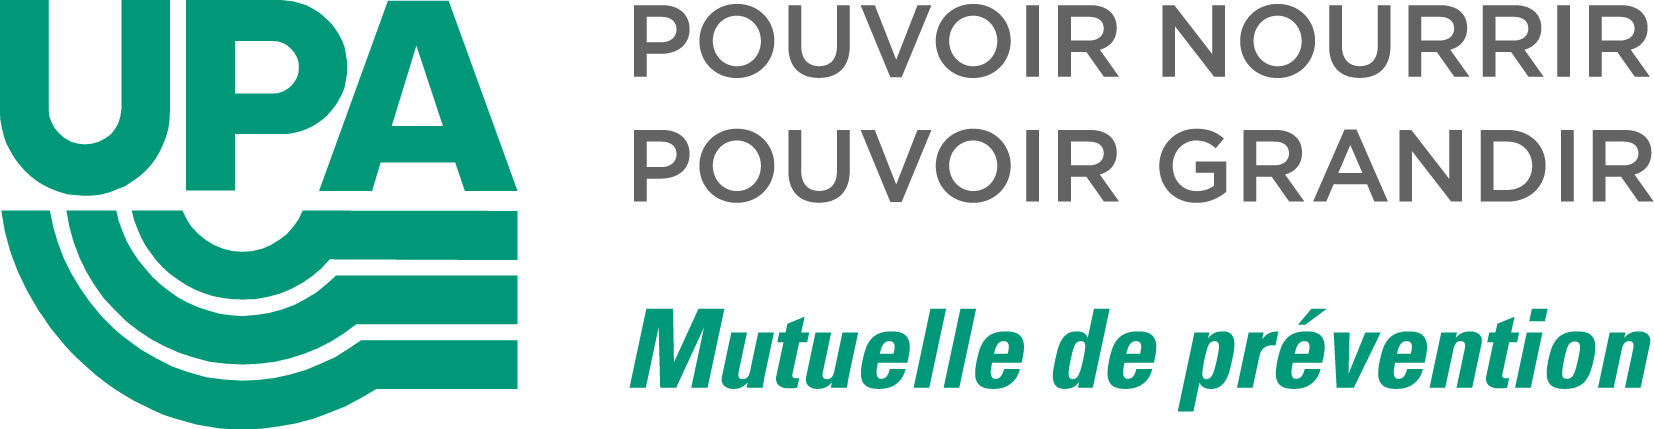 UPA
POUVOIR NOURRIR
POUVOIR GRANDIR
Mutuelle de prévention